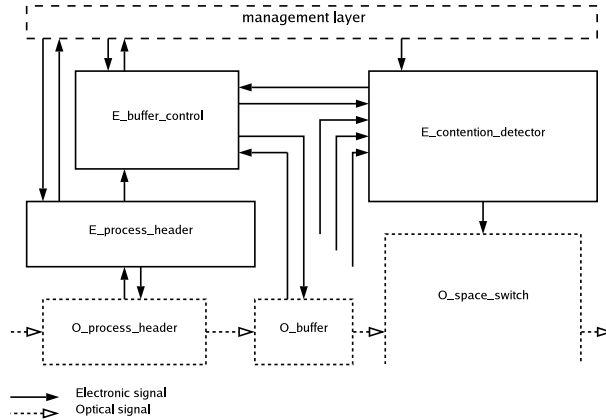 management layer
E_buffer_control
E_contention_detector
E_process_header
O_space_switch
O_process_header
O_buffer
Electronic signal
Optical signal